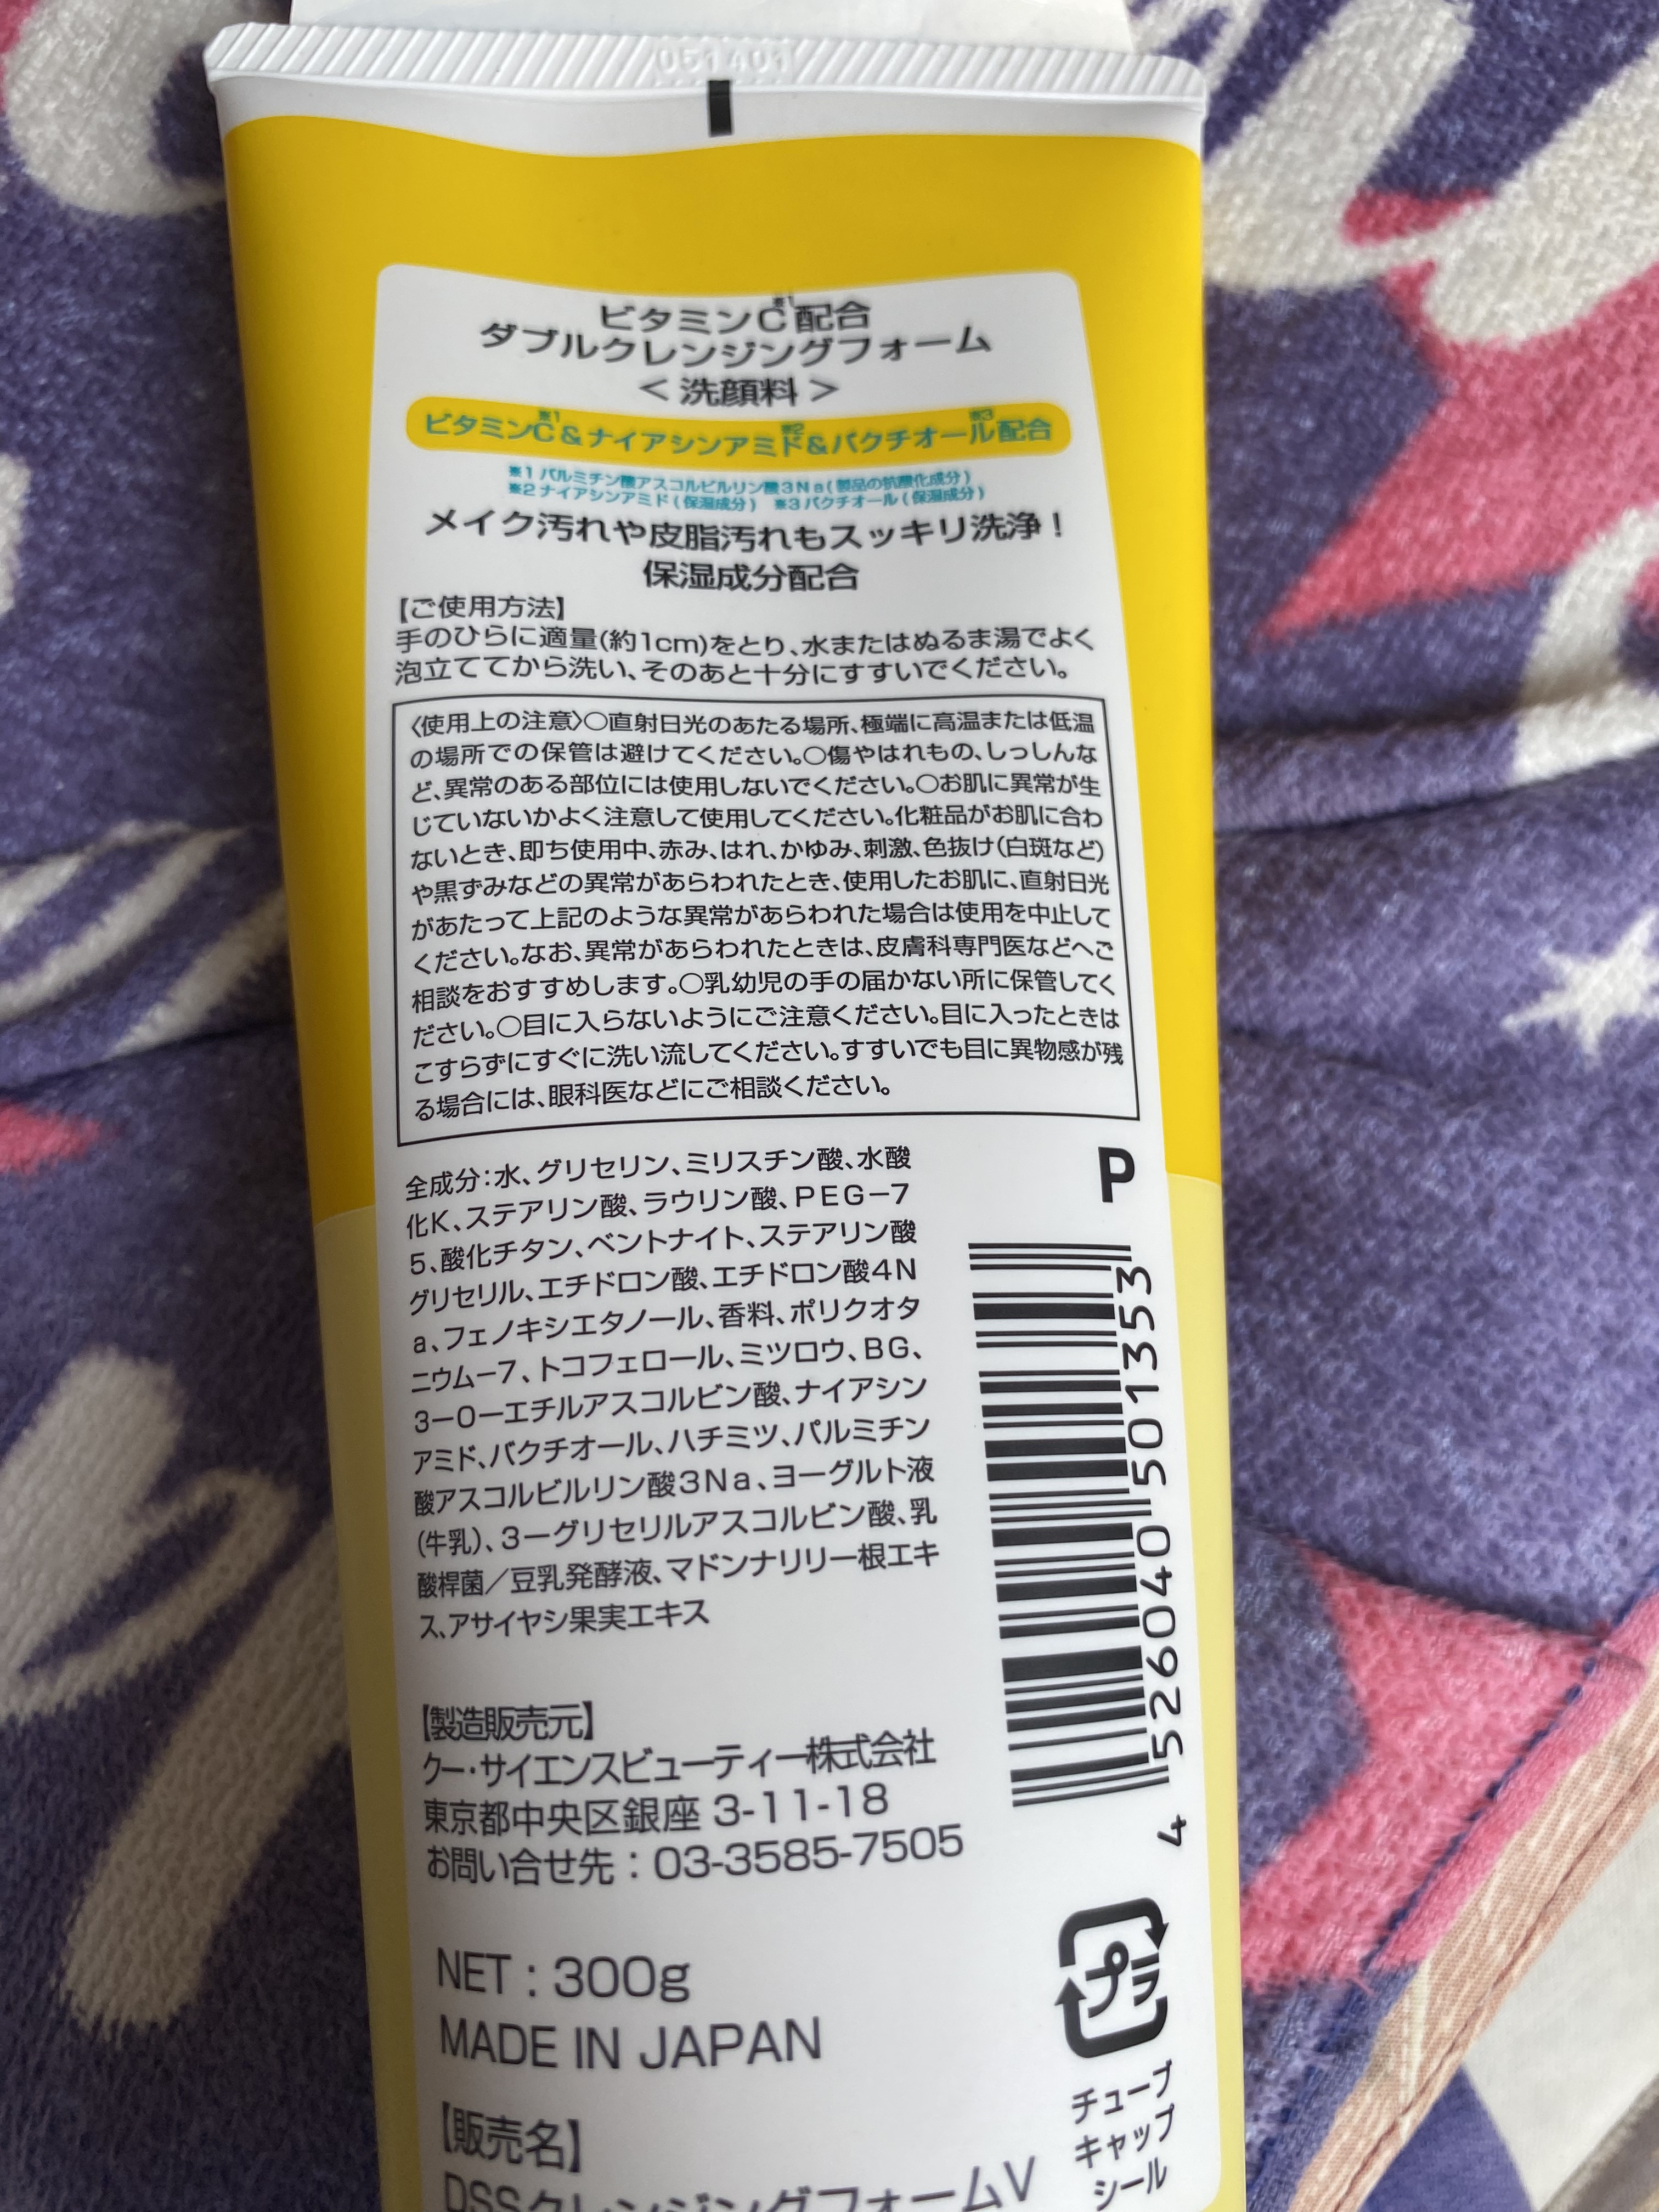 051401
ビタミンC※1配合
ダブルクレンジングフォーム
＜洗顔料＞
ビタミンC※1&ナイアシンアミド※2&バクチオール※3配合
※1 パルミチン酸アスコルビルリン酸3Na(製品の抗酸化成分)
※2ナイアシンアミド(保湿成分) ※3バクチオール(保湿成分)
メイク汚れや皮脂汚れもスッキリ洗浄！
保湿成分配合
【ご使用方法】
手のひらに適量(約1cm)をとり､水またはぬるま湯でよく
泡立ててから洗い､そのあと十分にすすいでください｡
〈使用上の注意〉○直射日光のあたる場所､極端に高温または低温
の場所での保管は避けてください｡○傷やはれもの､しっしんな
ど､異常のある部位には使用しないでください｡○お肌に異常が生
じていないかよく注意して使用してください｡化粧品がお肌に合わ
ないとき､即ち使用中､赤み､はれ､かゆみ､刺激､色抜け(白斑など)
や黒ずみなどの異常があらわれたとき､使用したお肌に､直射日光
があたって上記のような異常があらわれた場合は使用を中止して
ください｡なお､異常があらわれたときは､皮膚科専門医などへご
相談をおすすめします｡○乳幼児の手の届かない所に保管してく
ださい｡○目に入らないようにご注意ください｡目に入ったときは
こすらずにすぐに洗い流してください｡すすいでも目に異物感が残
る場合には､眼科医などにご相談ください｡
全成分：水､グリセリン､ミリスチン酸､水酸
化K､ステアリン酸､ラウリン酸､PEG－7
5､酸化チタン､ベントナイト､ステアリン酸
グリセリル､エチドロン酸､エチドロン酸4N
a､フェノキシエタノール､香料､ポリクオタ
ニウム－7､トコフェロール､ミツロウ､BG､
3－O－エチルアスコルビン酸､ナイアシン
アミド､バクチオール､ハチミツ､パルミチン
酸アスコルビルリン酸3Na､ヨーグルト液
(牛乳)､3－グリセリルアスコルビン酸､乳
酸桿菌／豆乳発酵液､マドンナリリー根エキ
ス､アサイヤシ果実エキス
P
4 526040 501353
【製造販売元】
クー・サイエンスビューティー株式会社
東京都中央区銀座 3-11-18
お問い合せ先：03-3585-7505
NET : 300g
MADE IN JAPAN
プラ
チューブ
キャップ
シール
【販売名】
DSSクレンジングフォームV